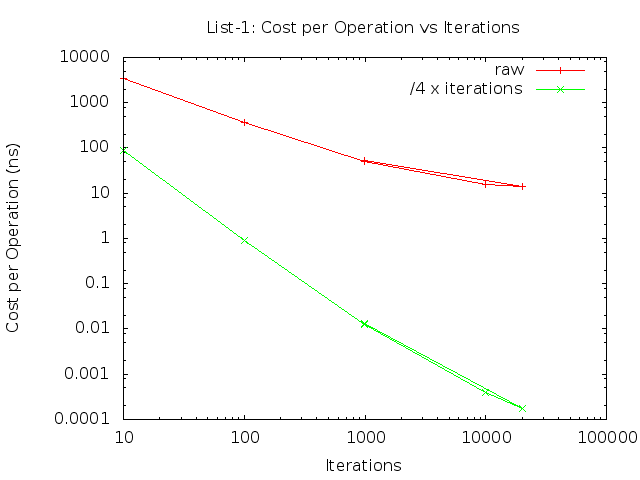 List-1: Cost per Operation vs Iterations
raw
/4 x iterations
Cost per Operation (ns)
10000
1000
100
10
1
0.1
0.01
0.001
0.0001
10 100 1000 10000 100000
Iterations